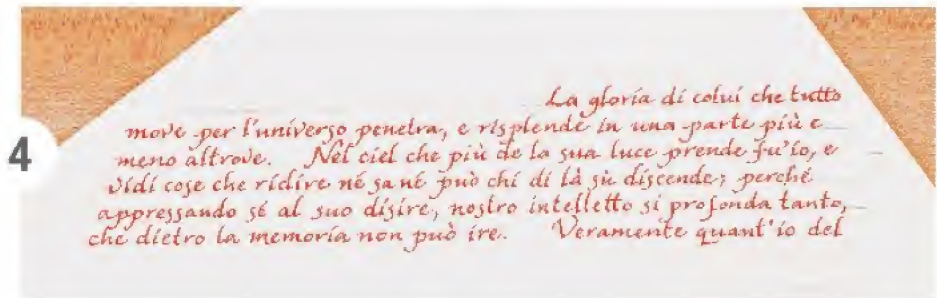 La gloria di colui che tutto
move per l'universo penetra, e risplende in una parte più e
meno altrove. Nel ciel che più de la sua luce prende fu'io, e
vidi cose che ridire né sa né può chi di là sù discende; perché
appressando sé al suo disire, nostro intelletto si profonda tanto,
che dietro la memoria non può ire. Veramente quant'io del
4